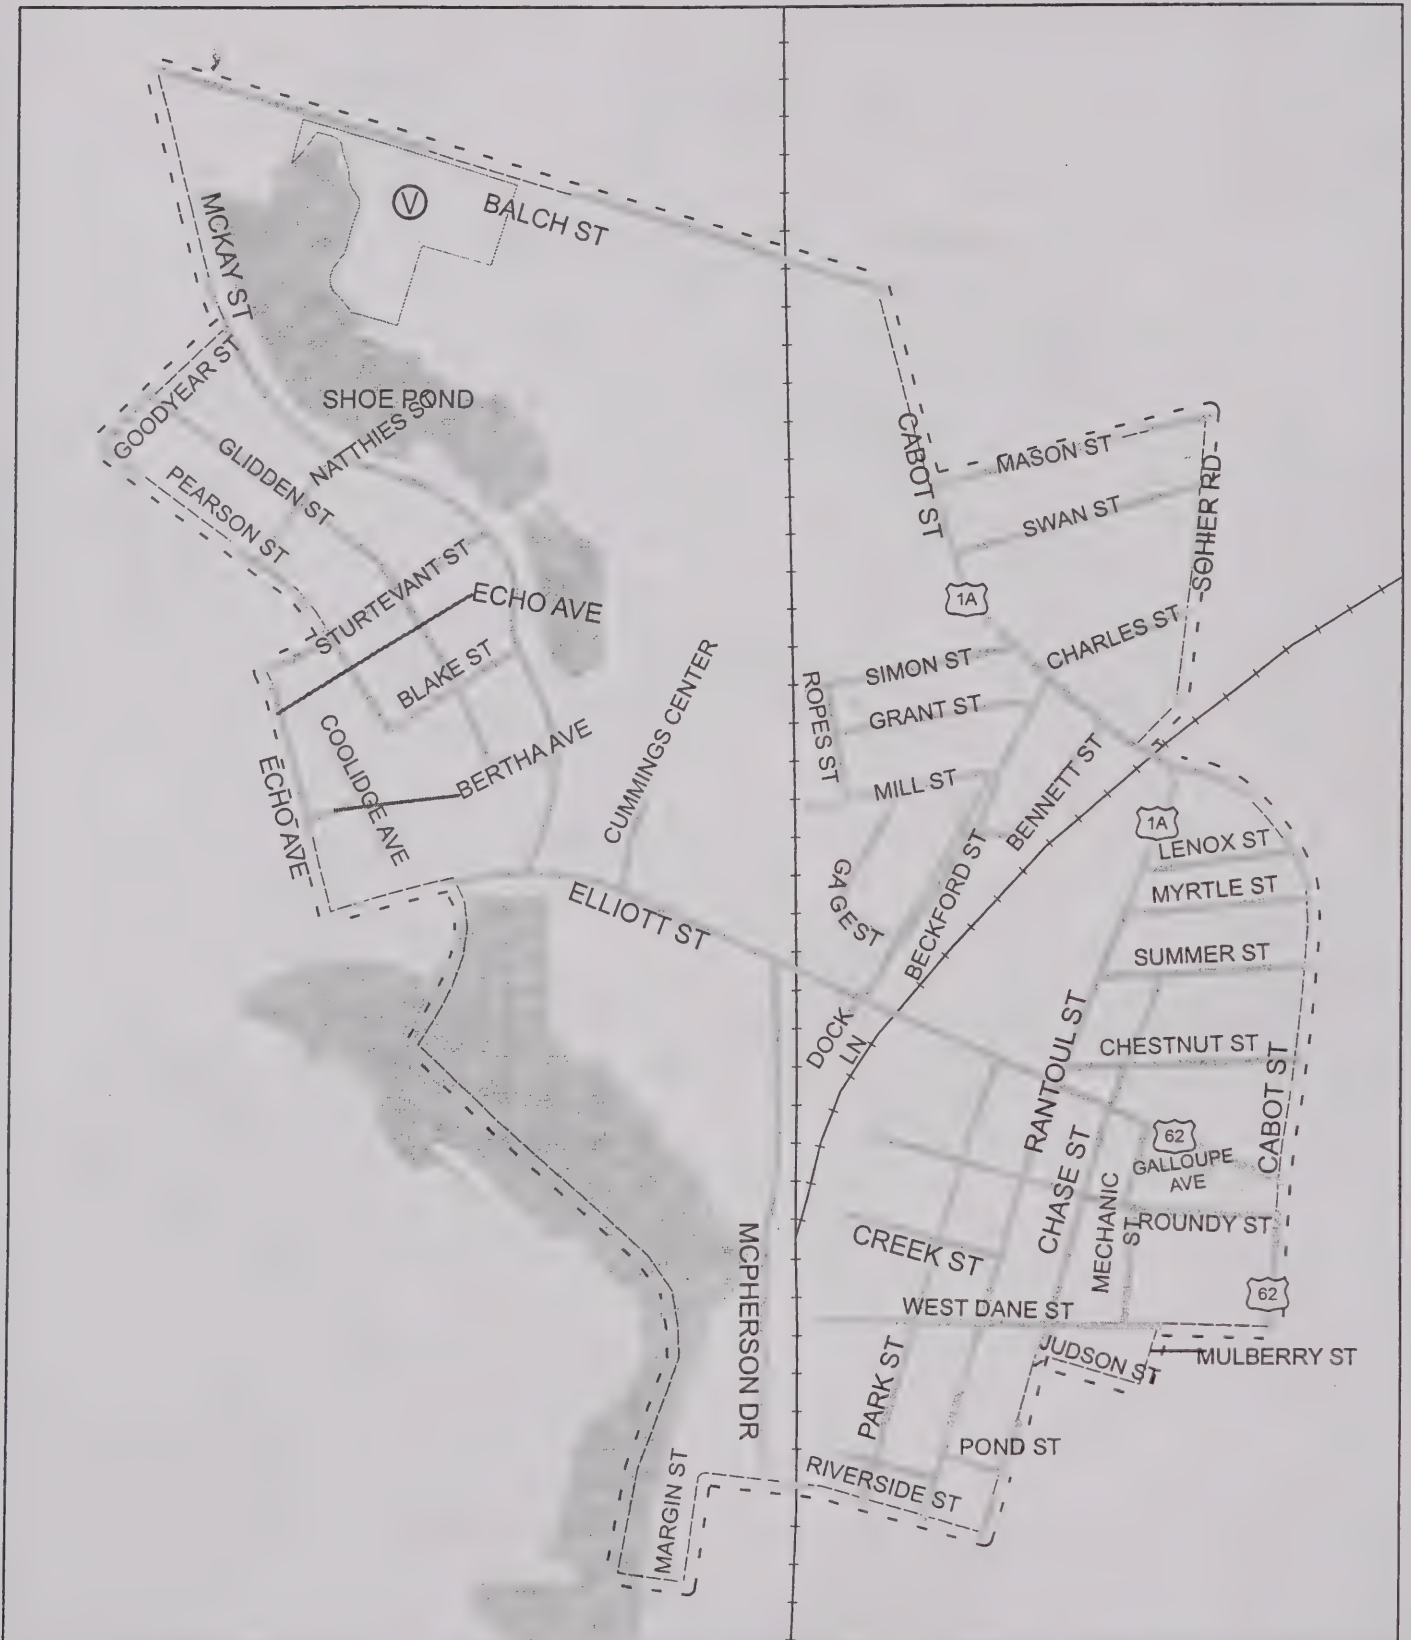 V
BALCH ST
MCKAY ST
GOODYEAR ST
SHOE POND
NATTHIES S
GLIDDEN ST
PEARSON ST
CABOT ST
MASON ST
SWAN ST
SOHIER RD
STURTEVANT ST
ECHO AVE
1A
BLAKE ST
CHARLES ST
SIMON ST
ROPES ST
GRANT ST
CUMMINGS CENTER
COOLIDGE AVE
BERTHA AVE
ECHO AVE
MILL ST
BENNETT ST
1A
LENOX ST
GAGE ST
BECKFORD ST
MYRTLE ST
ELLIOTT ST
SUMMER ST
DOCK
LN
RANTOUL ST
CHESTNUT ST
CABOT ST
62
GALLOUPE
AVE
CHASE ST
MECHANIC
ST
ROUNDY ST
CREEK ST
MCPHERSON DR
62
WEST DANE ST
JUDSON ST
MULBERRY ST
PARK ST
POND ST
RIVERSIDE ST
MARGIN ST